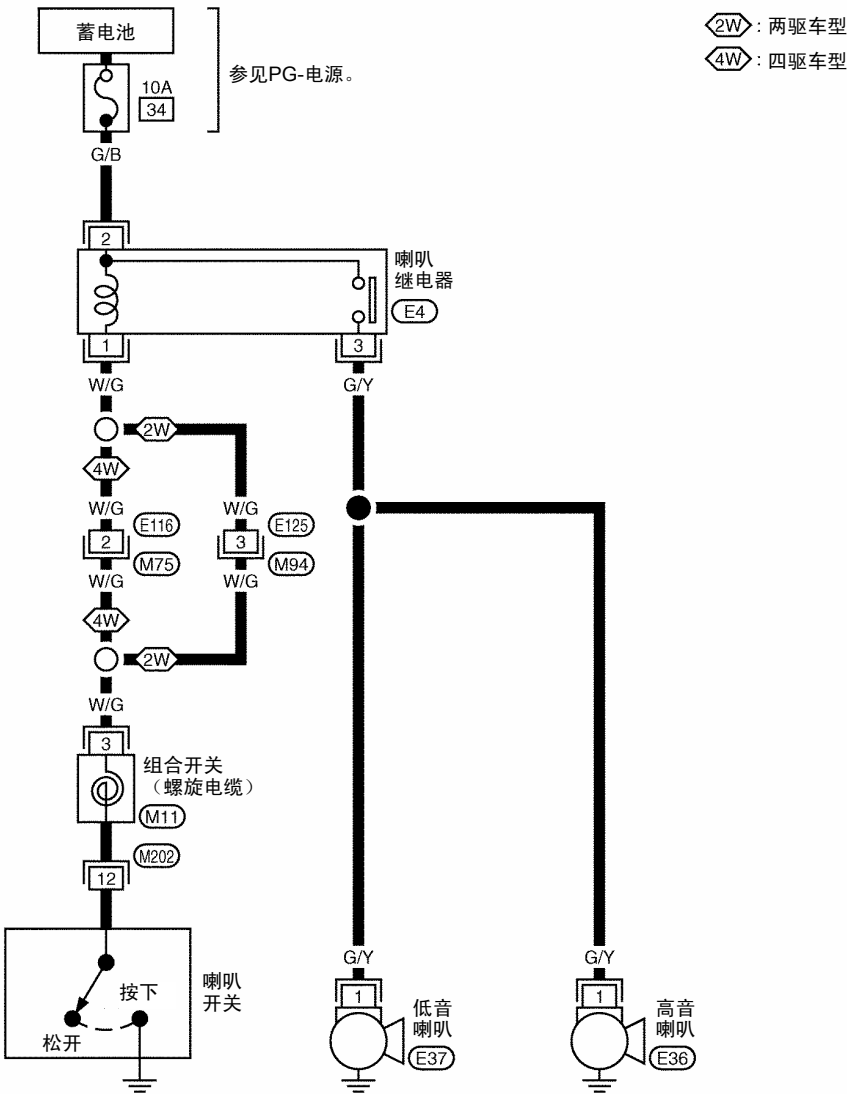 蓄电池
2W : 两驱车型
4W : 四驱车型
参见PG-电源。
10A
34
G/B
2
喇叭
继电器
E4
1
3
W/G
G/Y
2W
4W
W/G
W/G
E116
E125
2
3
M75
M94
W/G
W/G
4W
2W
W/G
3
组合开关
（螺旋电缆）
M11
M202
12
G/Y
G/Y
喇叭
开关
按下
松开
1
低音
喇叭
E37
1
高音
喇叭
E36